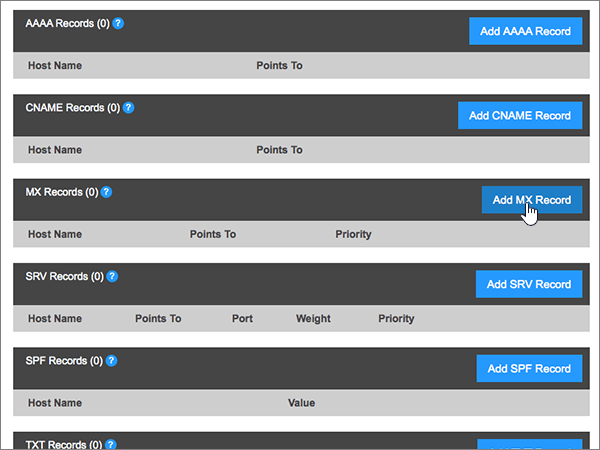 AAAA Records (0) ?
Add AAAA Record
Host Name Points To
CNAME Records (0) ?
Add CNAME Record
Host Name Points To
MX Records (0) ?
Add MX Record
Host Name Points To Priority
SRV Records (0) ?
Add SRV Record
Host Name Points To Port Weight Priority
SPF Records (0) ?
Add SPF Record
Host Name Value
TXT Records (0) ?